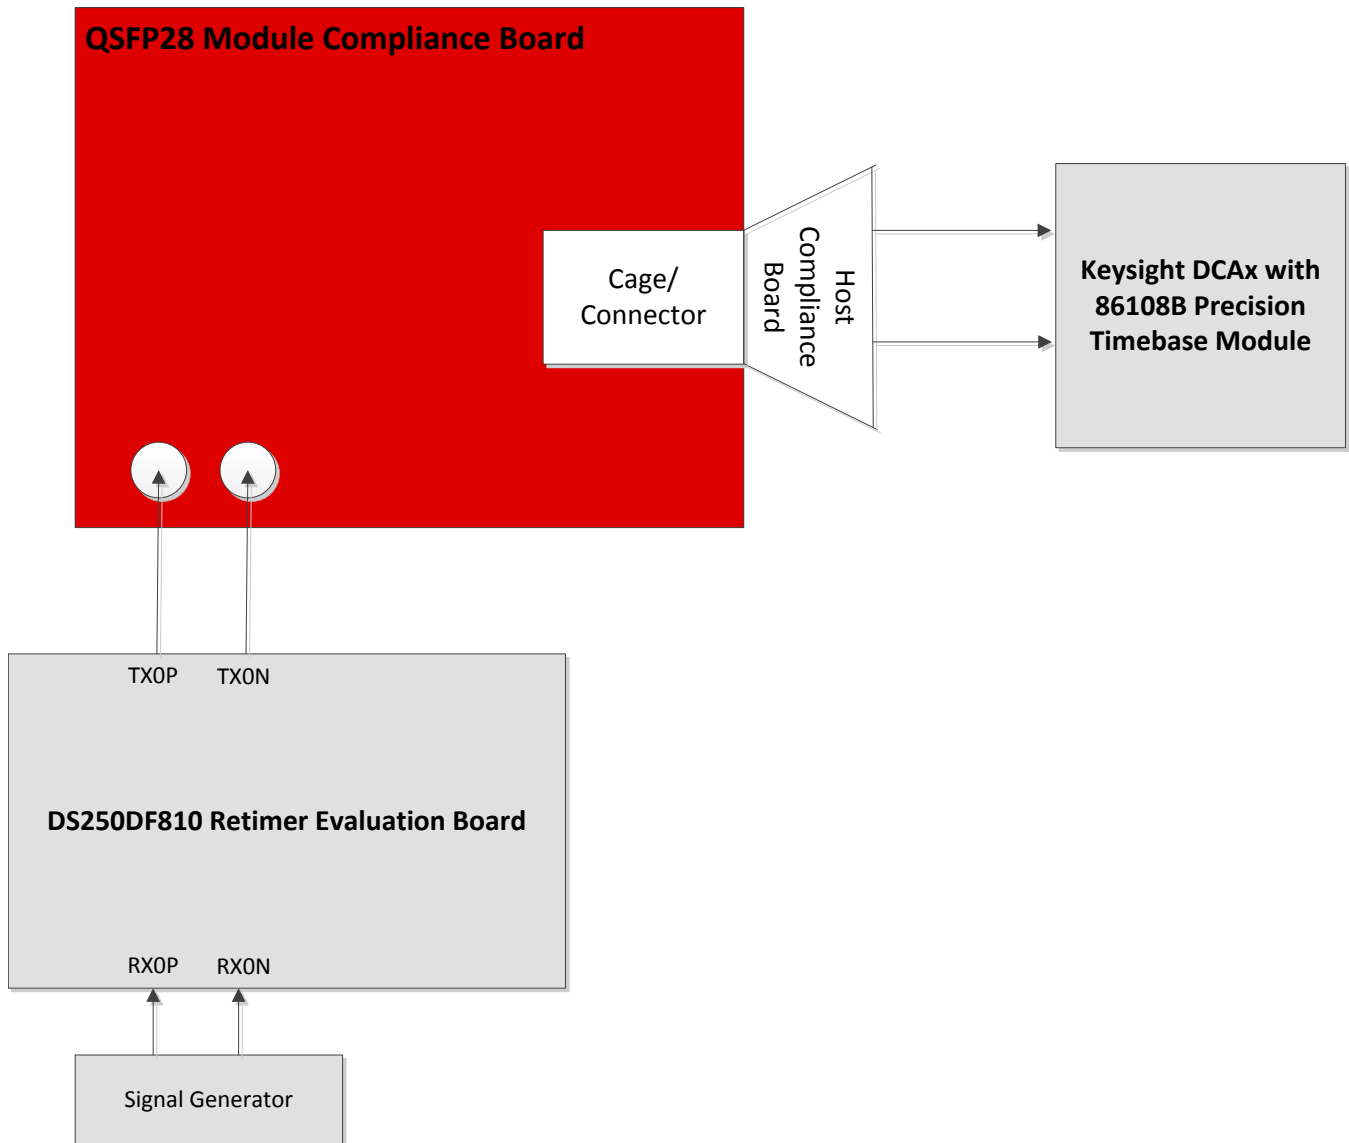 QSFP28 Module Compliance Board
Cage/
Connector
Host
Compliance
Board
Keysight DCAx with
86108B Precision
Timebase Module
TX0P TX0N
DS250DF810 Retimer Evaluation Board
RX0P RX0N
Signal Generator